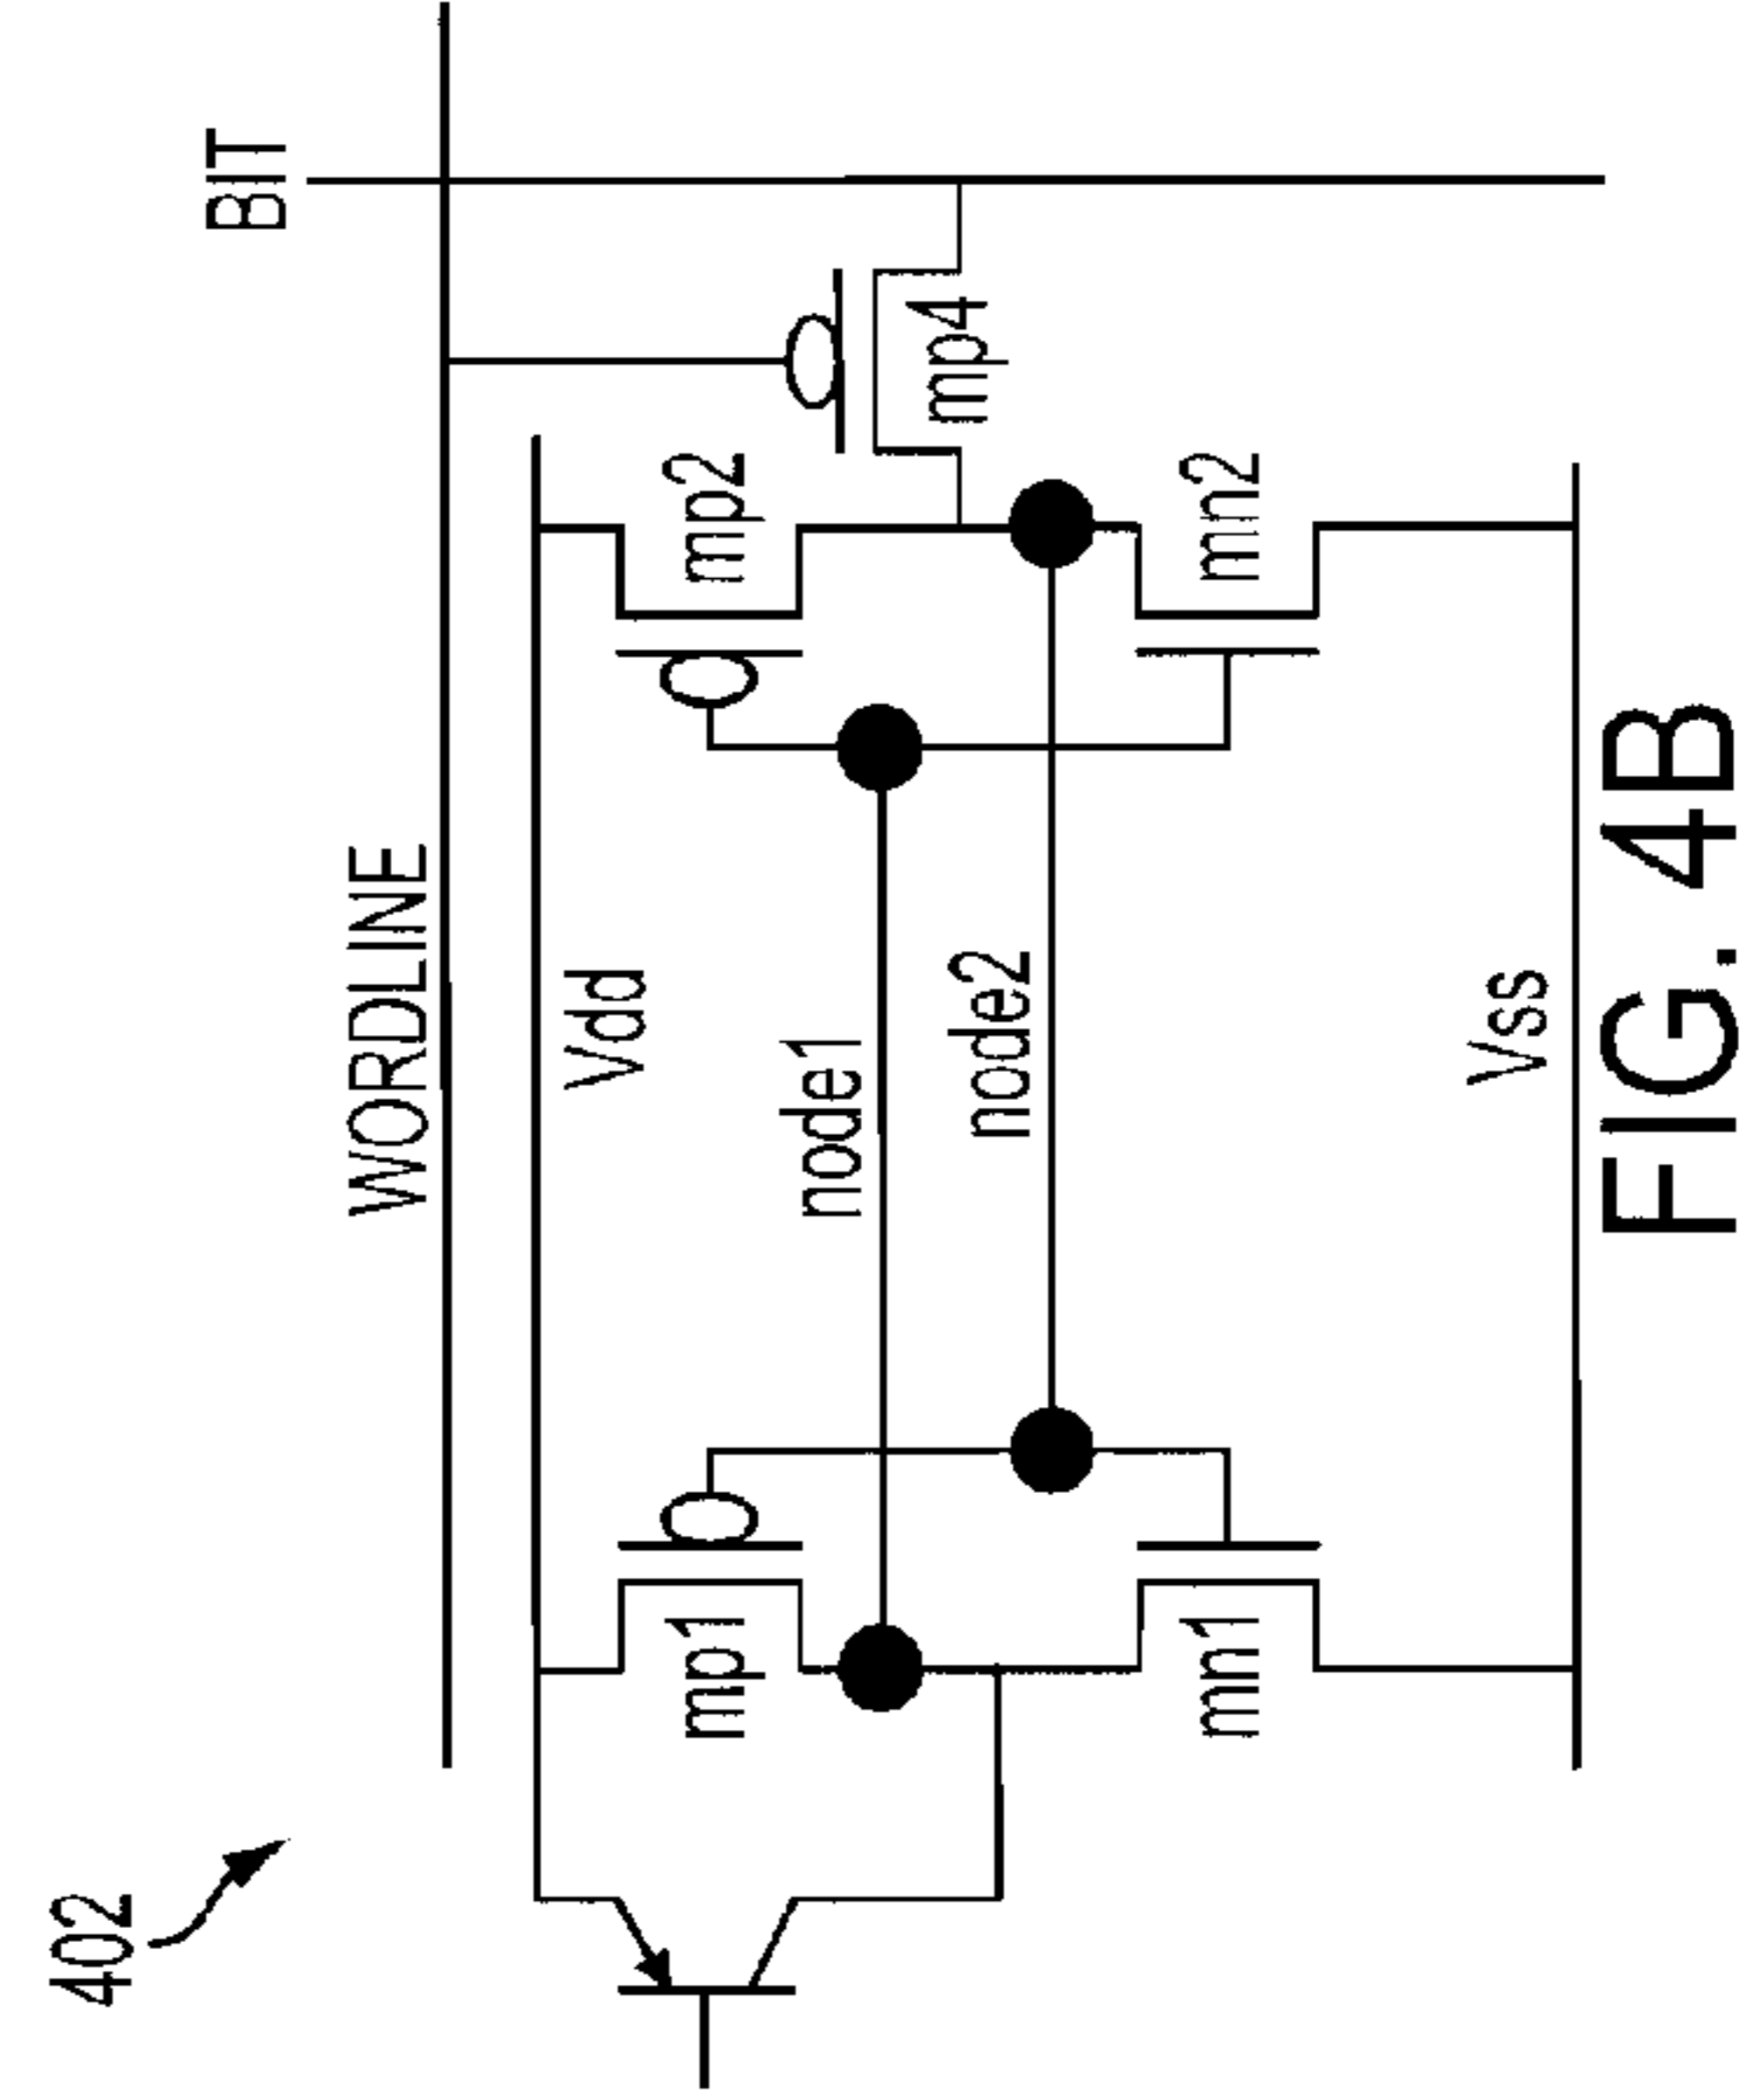 402
WORDLINE
BIT
Vdd
mp1
mp2
node1
mp4
node2
mn1
mn2
Vss
FIG. 4B